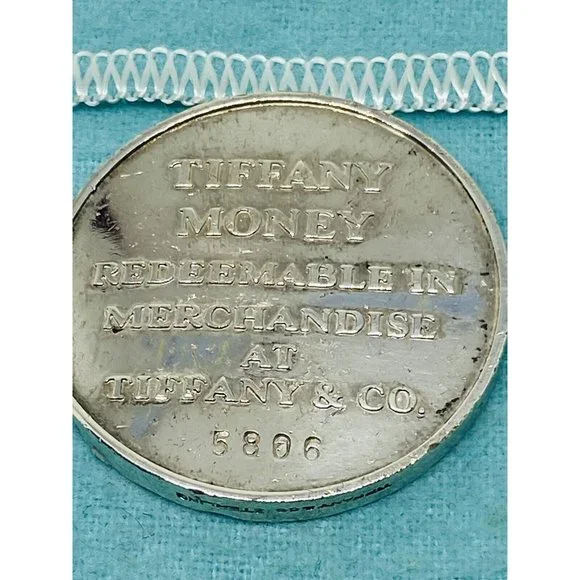 TIFFANY
MONEY
REDEEMABLE IN
MERCHANDISE
AT
TIFFANY & CO.
5806